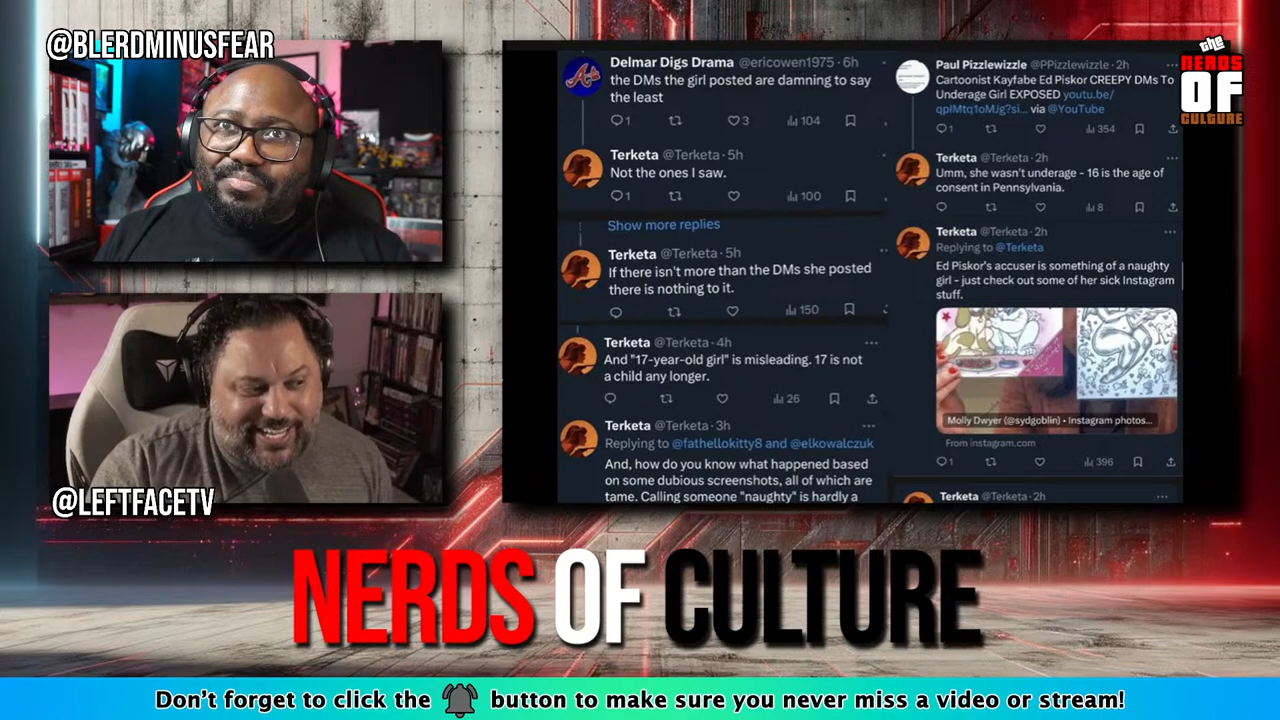 @BLERDMINUSFEAR
@LEFTFACETV
Delmar Digs Drama @ericowen1975 · 6h
the DMs the girl posted are damning to say
the least
1
3
104
Terketa @Terketa · 5h
Not the ones I saw.
1
100
Show more replies
Terketa @Terketa · 5h
If there isn't more than the DMs she posted
there is nothing to it.
150
Terketa @Terketa · 4h
And "17-year-old girl" is misleading. 17 is not
a child any longer.
26
Terketa @Terketa · 3h
Replying to @fathellokitty8 and @elkowalczuk
And, how do you know what happened based
on some dubious screenshots, all of which are
tame. Calling someone "naughty" is hardly a
Paul Pizzlewizzle @PPizzlewizzle · 2h
Cartoonist Kayfabe Ed Piskor CREEPY DMs To
Underage Girl EXPOSED youtu.be/
qpIMtq1oMJg?si... via @YouTube
1
354
Terketa @Terketa · 2h
Umm, she wasn't underage - 16 is the age of
consent in Pennsylvania.
8
Terketa @Terketa · 2h
Replying to @Terketa
Ed Piskor's accuser is something of a naughty
girl - just check out some of her sick Instagram
stuff.
Molly Dwyer (@sydgoblin) • Instagram photos...
From instagram.com
1
396
Terketa @Terketa · 2h
the
NERDS
OF
CULTURE
NERDS OF CULTURE
Don't forget to click the button to make sure you never miss a video or stream!